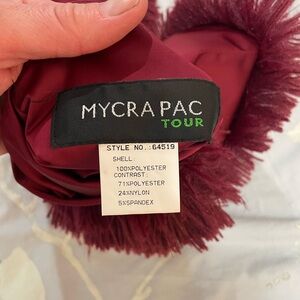 MYCRA PAC
TOUR
STYLE NO.:64519
SHELL:
100%POLYESTER
CONTRAST:
71%POLYESTER
24%NYLON
5%SPANDEX